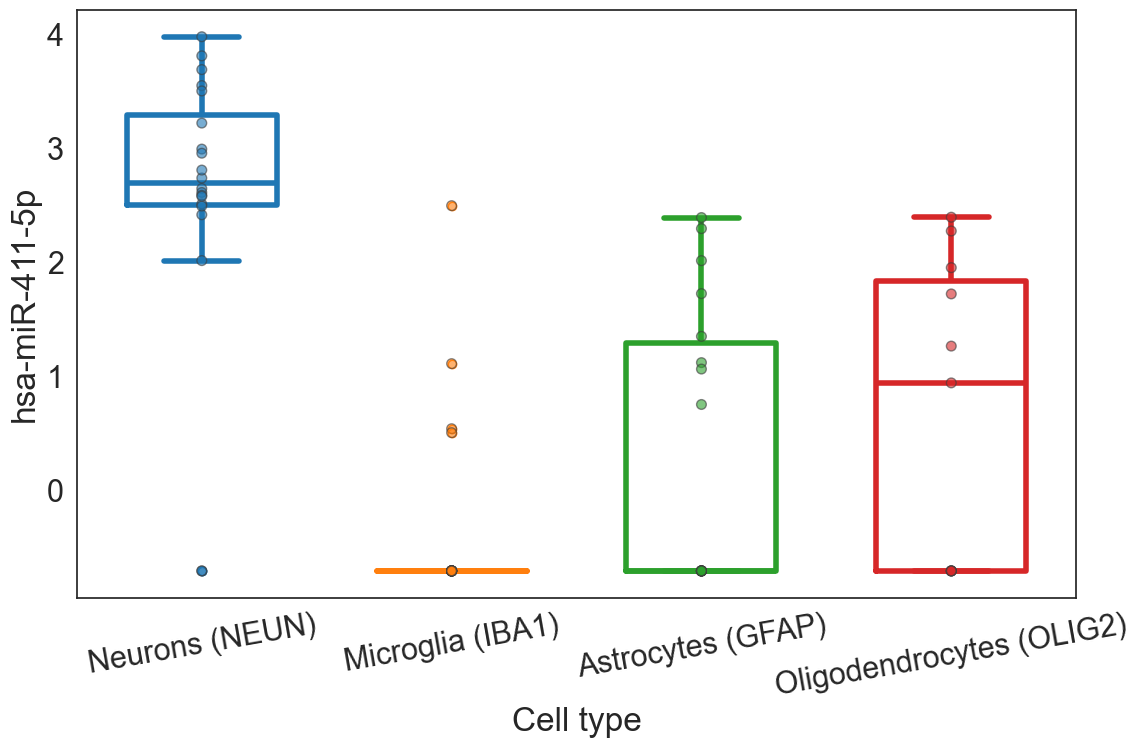 hsa-miR-411-5p
4
3
2
1
0
Neurons (NEUN)
Microglia (IBA1)
Astrocytes (GFAP)
Oligodendrocytes (OLIG2)
Cell type